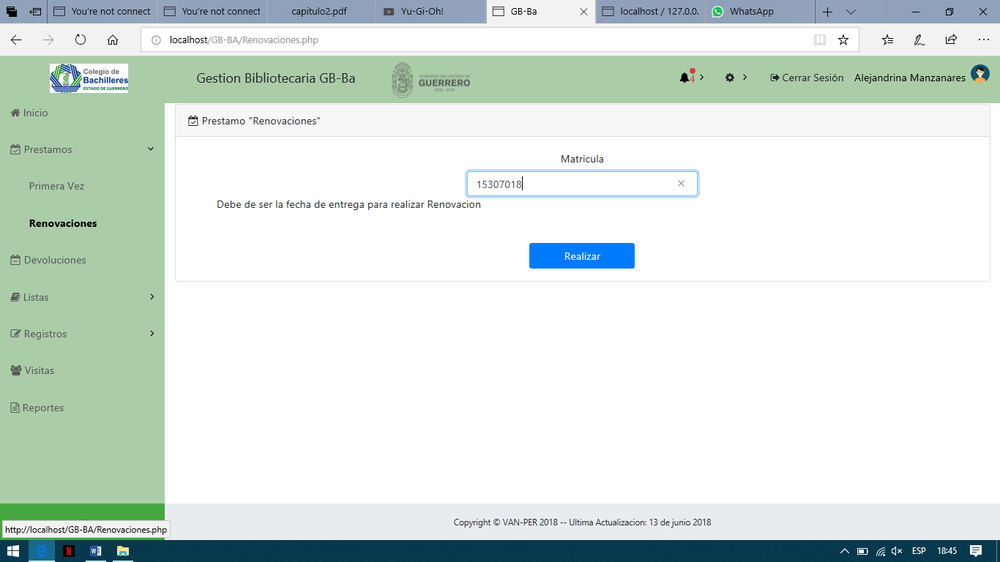 You're not connect
You're not connect
capitulo2.pdf
Yu-Gi-Oh!
GB-Ba
localhost / 127.0.0.
WhatsApp
localhost/GB-BA/Renovaciones.php
Colegio de
Bachilleres
ESTADO DE GUERRERO
Gestion Bibliotecaria GB-Ba
GOBIERNO DEL ESTADO DE
GUERRERO
2015 - 2021
4
Cerrar Sesión
Alejandrina Manzanares
Inicio
Prestamos
Primera Vez
Renovaciones
Devoluciones
Listas
Registros
Visitas
Reportes
Prestamo "Renovaciones"
Matricula
15307018
Debe de ser la fecha de entrega para realizar Renovacion
Realizar
Copyright © VAN-PER 2018 -- Ultima Actualizacion: 13 de junio 2018
http://localhost/GB-BA/Renovaciones.php
ESP
18:45